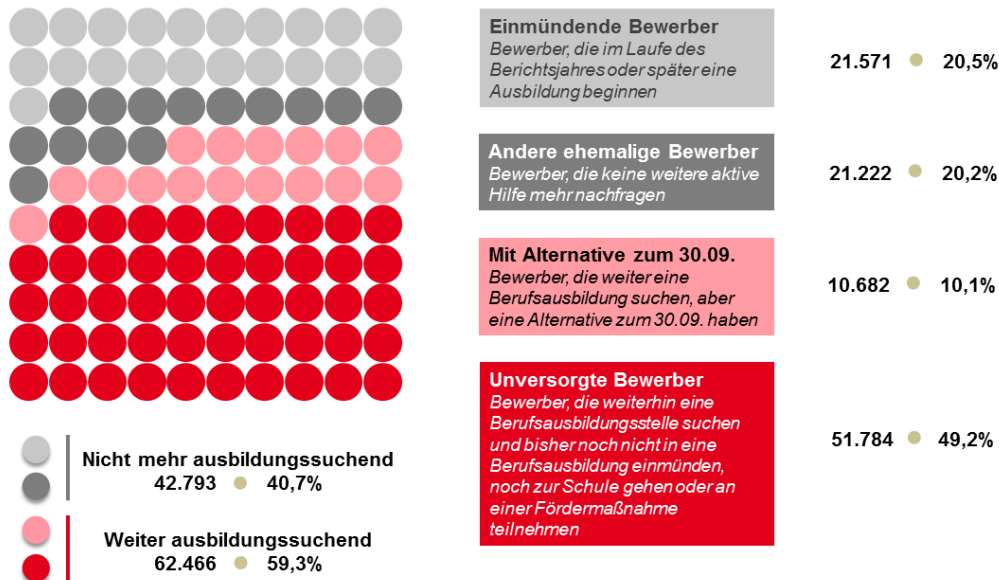 Einmündende Bewerber
Bewerber, die im Laufe des
Berichtsjahres oder später eine
Ausbildung beginnen
21.571 20,5%
Andere ehemalige Bewerber
Bewerber, die keine weitere aktive
Hilfe mehr nachfragen
21.222 20,2%
Mit Alternative zum 30.09.
Bewerber, die weiter eine
Berufsausbildung suchen, aber
eine Alternative zum 30.09. haben
10.682 10,1%
Unversorgte Bewerber
Bewerber, die weiterhin eine
Berufsausbildungsstelle suchen
und bisher noch nicht in eine
Berufsausbildung einmünden,
noch zur Schule gehen oder an
einer Fördermaßnahme
teilnehmen
51.784 49,2%
Nicht mehr ausbildungssuchend
42.793 40,7%
Weiter ausbildungssuchend
62.466 59,3%